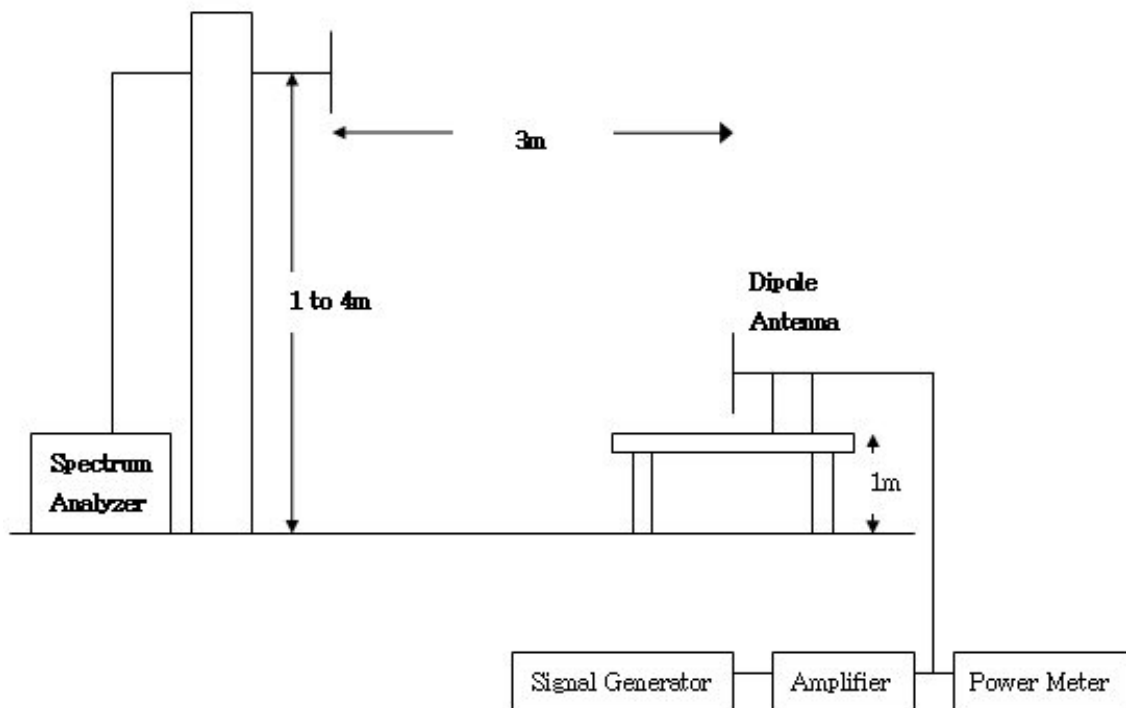 3m
1 to 4m
Dipole
Antenna
Spectrum
Analyzer
1m
Signal Generator
Amplifier
Power Meter